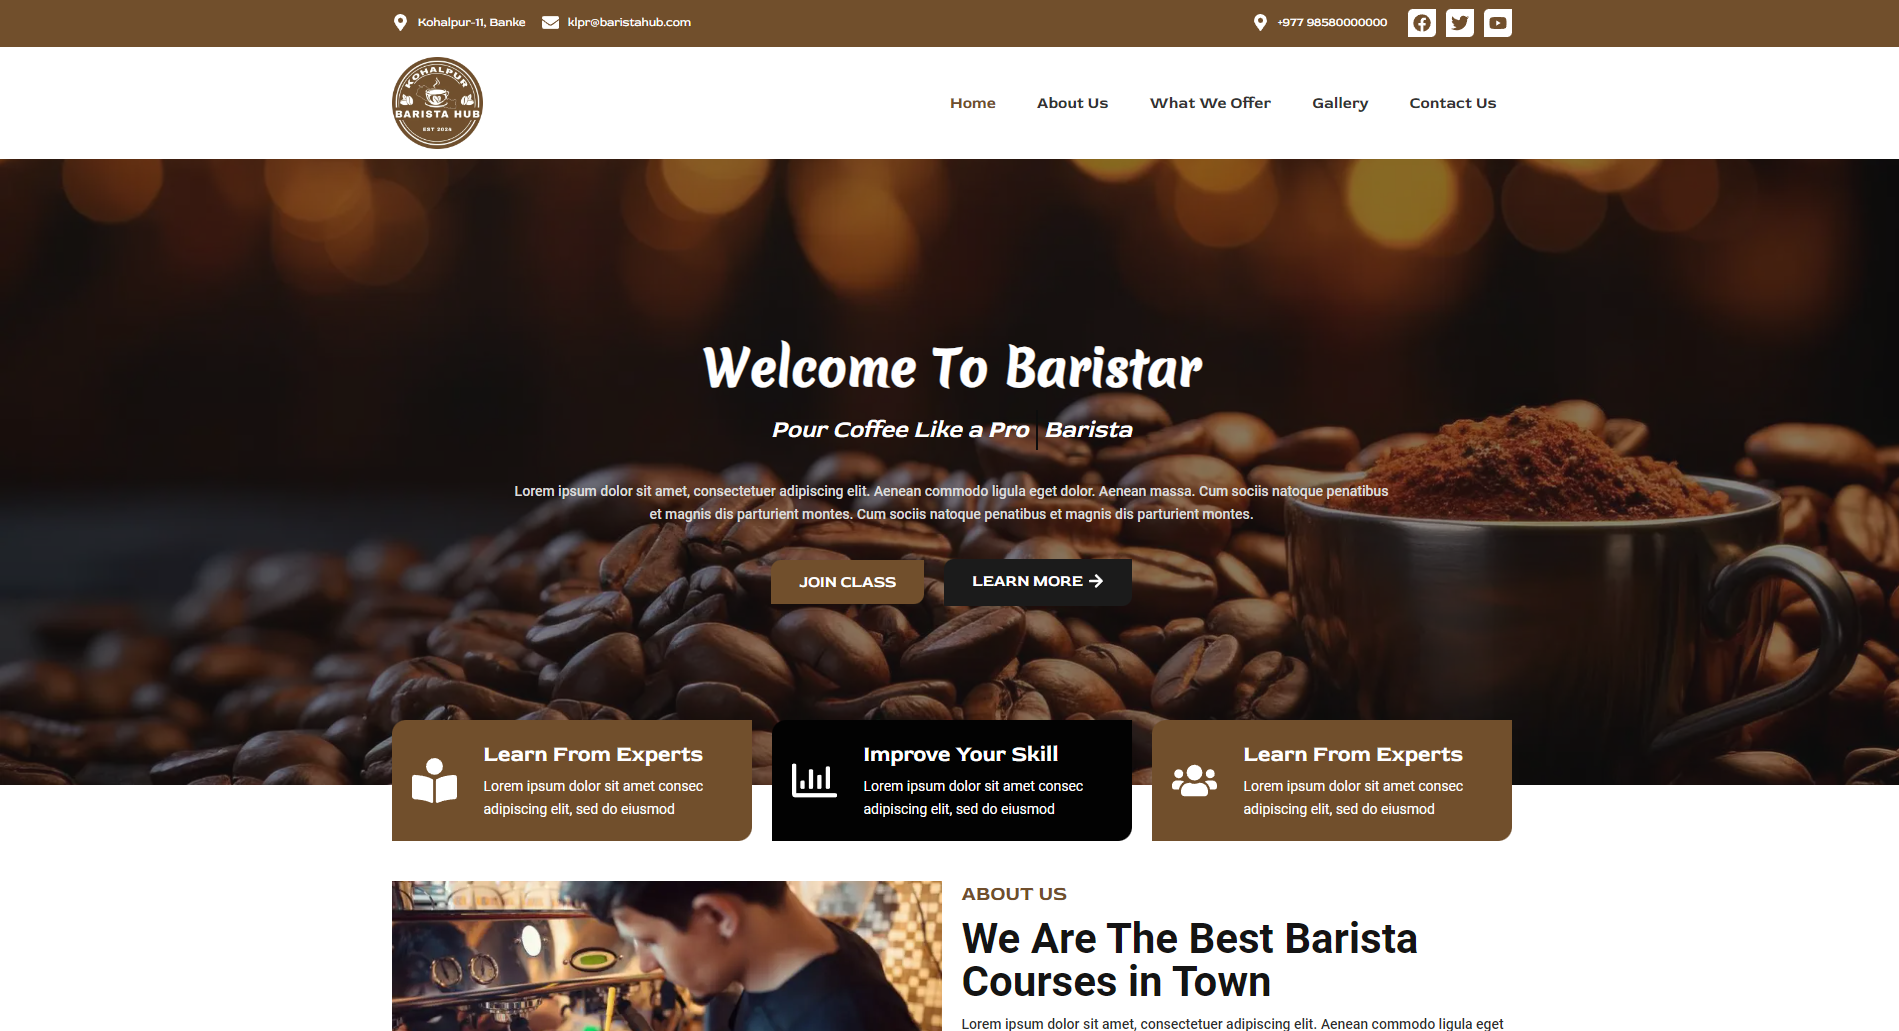 Kohalpur-11, Banke
klpr@baristahub.com
+977 98580000000
KOHALPUR
BARISTA HUB
EST 2024
Home
About Us
What We Offer
Gallery
Contact Us
Welcome To Baristar
Pour Coffee Like a Pro Barista
Lorem ipsum dolor sit amet, consectetuer adipiscing elit. Aenean commodo ligula eget dolor. Aenean massa. Cum sociis natoque penatibus
et magnis dis parturient montes. Cum sociis natoque penatibus et magnis dis parturient montes.
JOIN CLASS
LEARN MORE
Learn From Experts
Lorem ipsum dolor sit amet consec
adipiscing elit, sed do eiusmod
Improve Your Skill
Lorem ipsum dolor sit amet consec
adipiscing elit, sed do eiusmod
Learn From Experts
Lorem ipsum dolor sit amet consec
adipiscing elit, sed do eiusmod
ABOUT US
We Are The Best Barista
Courses in Town
Lorem ipsum dolor sit amet, consectetuer adipiscing elit. Aenean commodo ligula eget